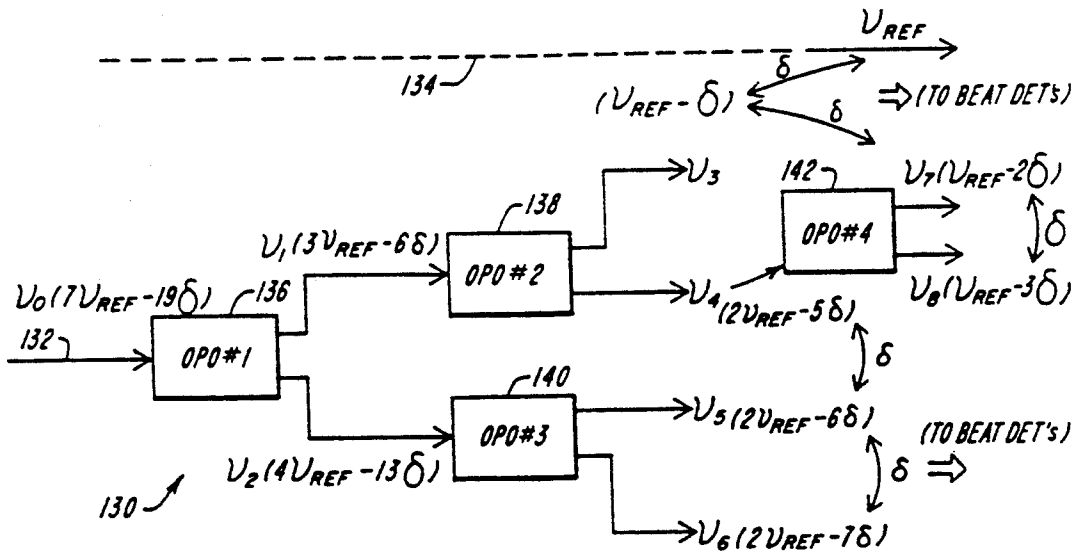 ν_REF
134
δ
(ν_REF-δ)
⇨(TO BEAT DET's)
δ
ν_3
142
ν_7(ν_REF-2δ)
138
OPO#4
δ
ν_1(3ν_REF-6δ)
OPO#2
ν_8(ν_REF-3δ)
ν_0(7ν_REF-19δ)
136
ν_4(2ν_REF-5δ)
132
OPO#1
δ
140
ν_5(2ν_REF-6δ)
(TO BEAT DET's)
OPO#3
ν_2(4ν_REF-13δ)
δ ⇨
130
ν_6(2ν_REF-7δ)